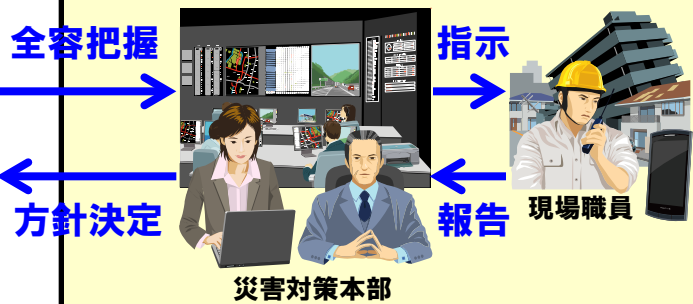 全容把握
指示
方針決定
報告
現場職員
災害対策本部